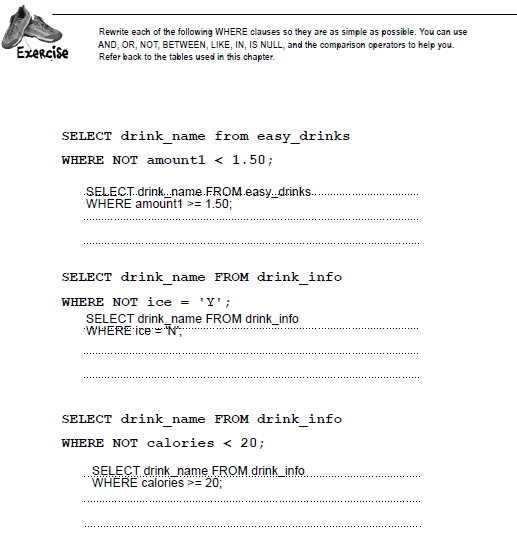 Rewrite each of the following WHERE clauses so they are as simple as possible. You can use
AND, OR, NOT, BETWEEN, LIKE, IN, IS NULL, and the comparison operators to help you.
Refer back to the tables used in this chapter.
Exercise
SELECT drink_name from easy_drinks
WHERE NOT amount1 < 1.50;
SELECT drink_name FROM easy_drinks
WHERE amount1 >= 1.50;
SELECT drink_name FROM drink_info
WHERE NOT ice = 'Y';
SELECT drink_name FROM drink_info
WHERE ice = 'N';
SELECT drink_name FROM drink_info
WHERE NOT calories < 20;
SELECT drink_name FROM drink_info
WHERE calories >= 20;